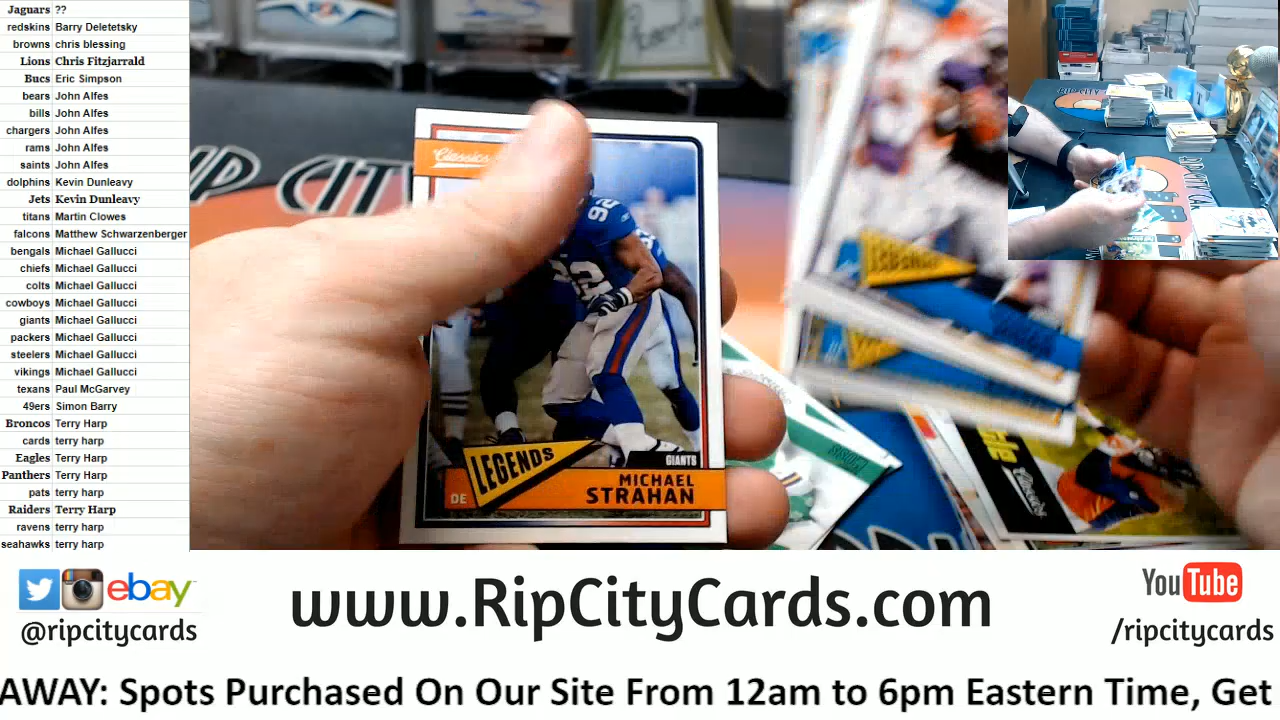 Jaguars ??
redskins Barry Deletetsky
browns chris blessing
Lions Chris Fitzjarrald
Bucs Eric Simpson
bears John Alfes
bills John Alfes
chargers John Alfes
rams John Alfes
saints John Alfes
dolphins Kevin Dunleavy
Jets Kevin Dunleavy
titans Martin Clowes
falcons Matthew Schwarzenberger
bengals Michael Gallucci
chiefs Michael Gallucci
colts Michael Gallucci
cowboys Michael Gallucci
giants Michael Gallucci
packers Michael Gallucci
steelers Michael Gallucci
vikings Michael Gallucci
texans Paul McGarvey
49ers Simon Barry
Broncos Terry Harp
cards terry harp
Eagles Terry Harp
Panthers Terry Harp
pats terry harp
Raiders Terry Harp
ravens terry harp
seahawks terry harp
Classics
92
92
LEGENDS
GIANTS
DE
MICHAEL
STRAHAN
LEGENDS
CITY
Classics
ebay
@ripcitycards
www.RipCityCards.com
YouTube
/ripcitycards
AWAY: Spots Purchased On Our Site From 12am to 6pm Eastern Time, Get